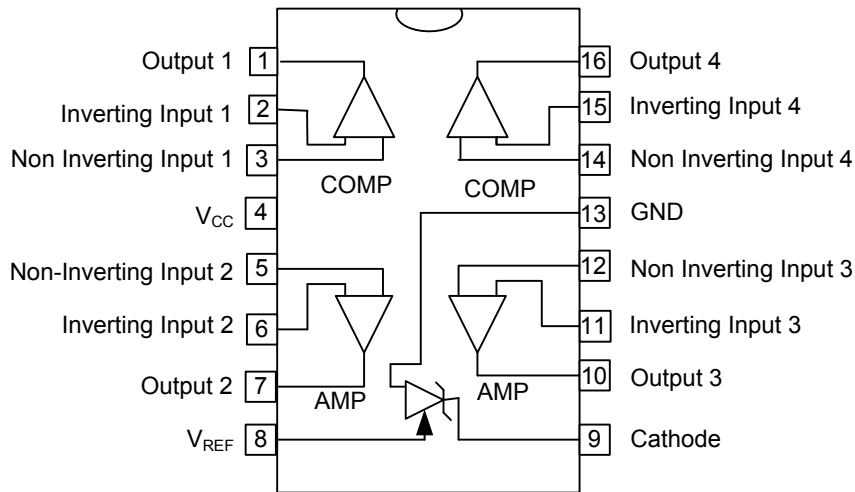 Output 1 1
Inverting Input 1 2
Non Inverting Input 1 3
V_CC 4
Non-Inverting Input 2 5
Inverting Input 2 6
Output 2 7
V_REF 8
COMP
COMP
AMP
AMP
16 Output 4
15 Inverting Input 4
14 Non Inverting Input 4
13 GND
12 Non Inverting Input 3
11 Inverting Input 3
10 Output 3
9 Cathode